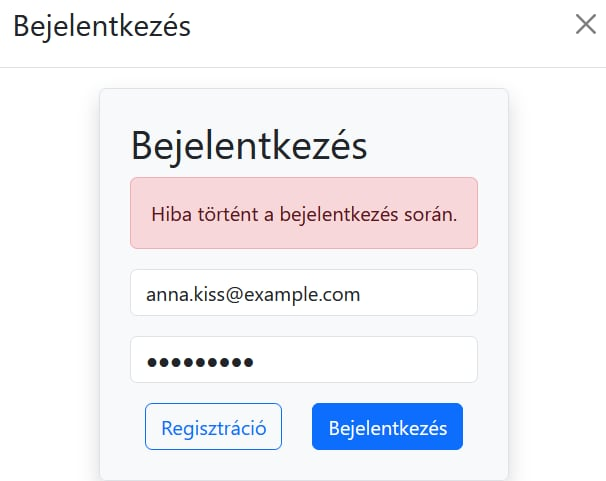 Bejelentkezés
Bejelentkezés
Hiba történt a bejelentkezés során.
anna.kiss@example.com
●●●●●●●●●
Regisztráció
Bejelentkezés